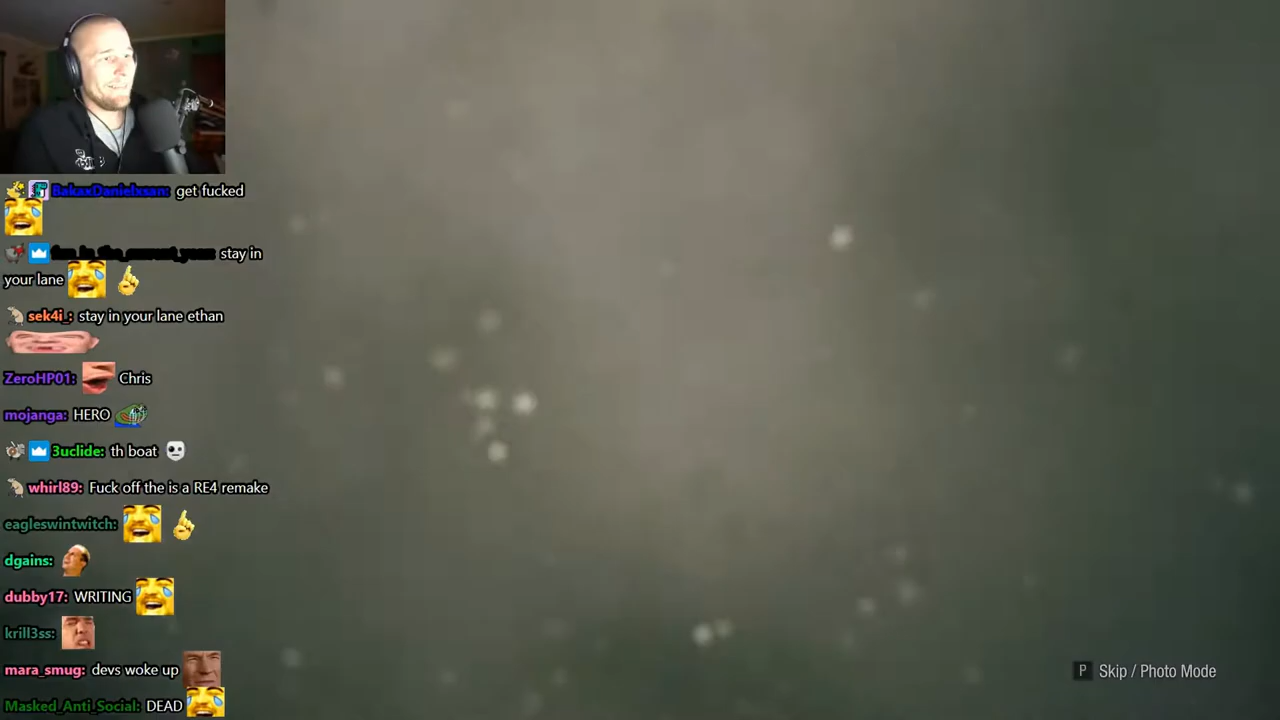 BakaxDanielxsan: get fucked
stay in
your lane
sek4i_: stay in your lane ethan
ZeroHP01: Chris
mojanga: HERO
3uclide: th boat
whirl89: Fuck off the is a RE4 remake
eagleswintwitch:
dgains:
dubby17: WRITING
krill3ss:
mara_smug: devs woke up
P Skip / Photo Mode
Masked_Anti_Social: DEAD